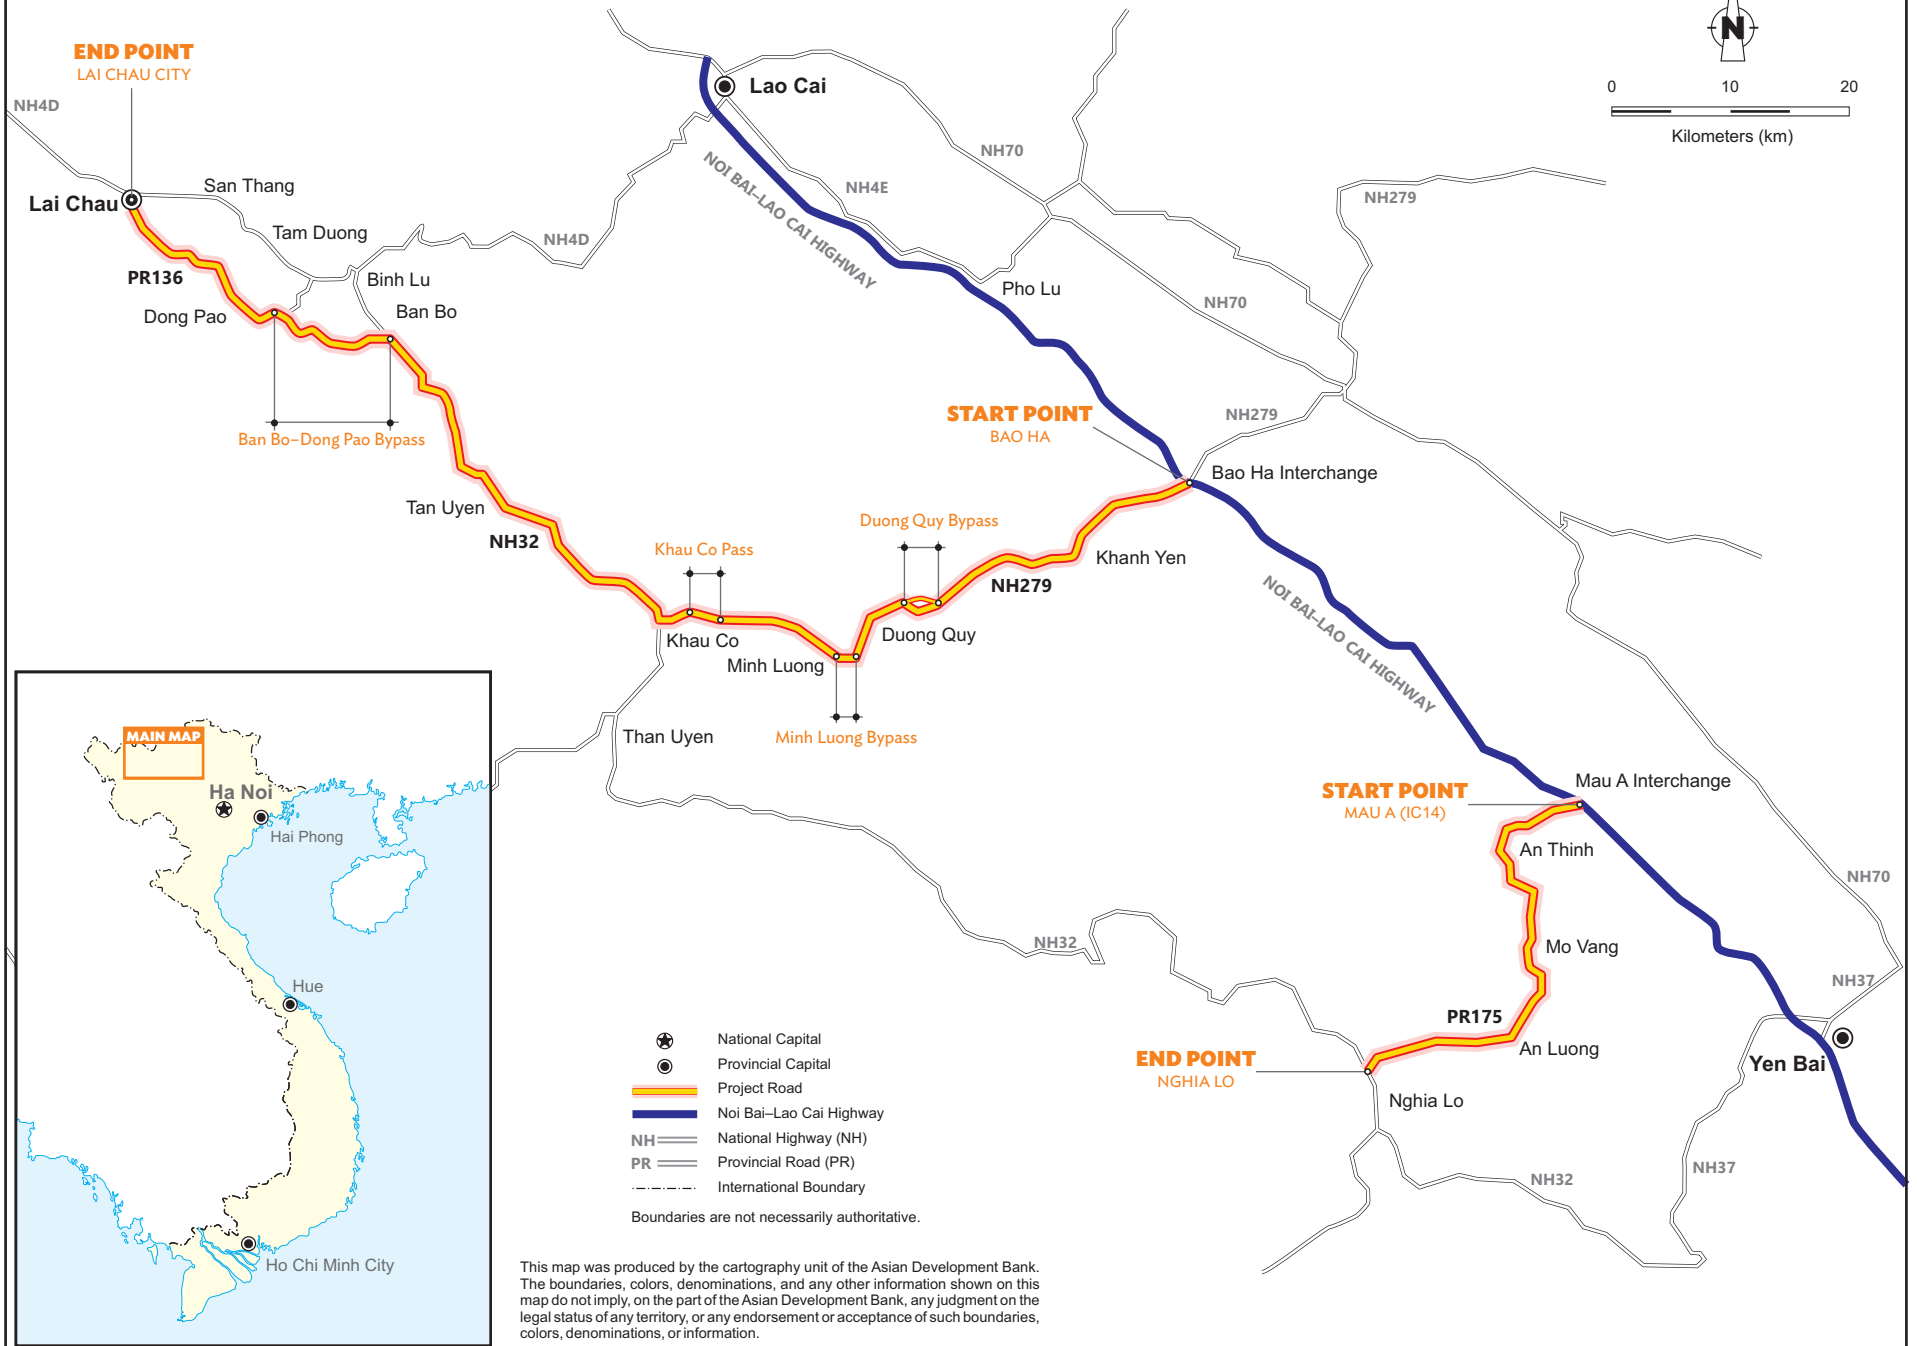 END POINT
LAI CHAU CITY
N
0 10 20
Kilometers (km)
NH4D
Lao Cai
NH70
NOI BAI–LAO CAI HIGHWAY
NH4E
NH279
San Thang
Lai Chau
Tam Duong
NH4D
PR136
Binh Lu
Pho Lu
NH70
Dong Pao
Ban Bo
START POINT
BAO HA
NH279
Ban Bo–Dong Pao Bypass
Bao Ha Interchange
Tan Uyen
NH32
Duong Quy Bypass
Khau Co Pass
Khanh Yen
NH279
NOI BAI–LAO CAI HIGHWAY
Khau Co
Duong Quy
Minh Luong
Than Uyen
Minh Luong Bypass
MAIN MAP
Ha Noi
Hai Phong
Hue
Ho Chi Minh City
START POINT
MAU A (IC14)
Mau A Interchange
An Thinh
NH70
NH32
Mo Vang
NH37
PR175
An Luong
END POINT
NGHIA LO
Yen Bai
Nghia Lo
NH37
NH32
National Capital
Provincial Capital
Project Road
Noi Bai–Lao Cai Highway
NH National Highway (NH)
PR Provincial Road (PR)
International Boundary
Boundaries are not necessarily authoritative.
This map was produced by the cartography unit of the Asian Development Bank.
The boundaries, colors, denominations, and any other information shown on this
map do not imply, on the part of the Asian Development Bank, any judgment on the
legal status of any territory, or any endorsement or acceptance of such boundaries,
colors, denominations, or information.